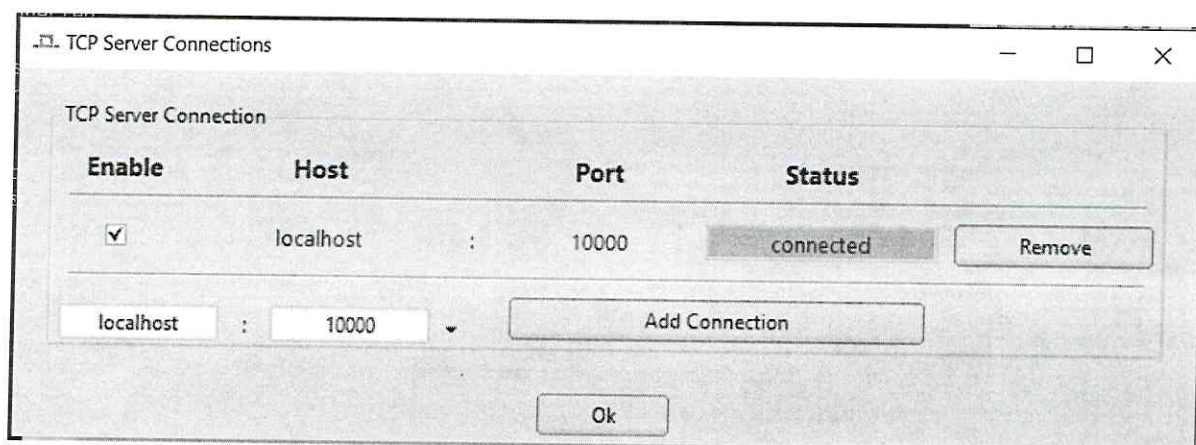 TCP Server Connections
TCP Server Connection
Enable Host Port Status
localhost : 10000 connected Remove
localhost : 10000 Add Connection
Ok